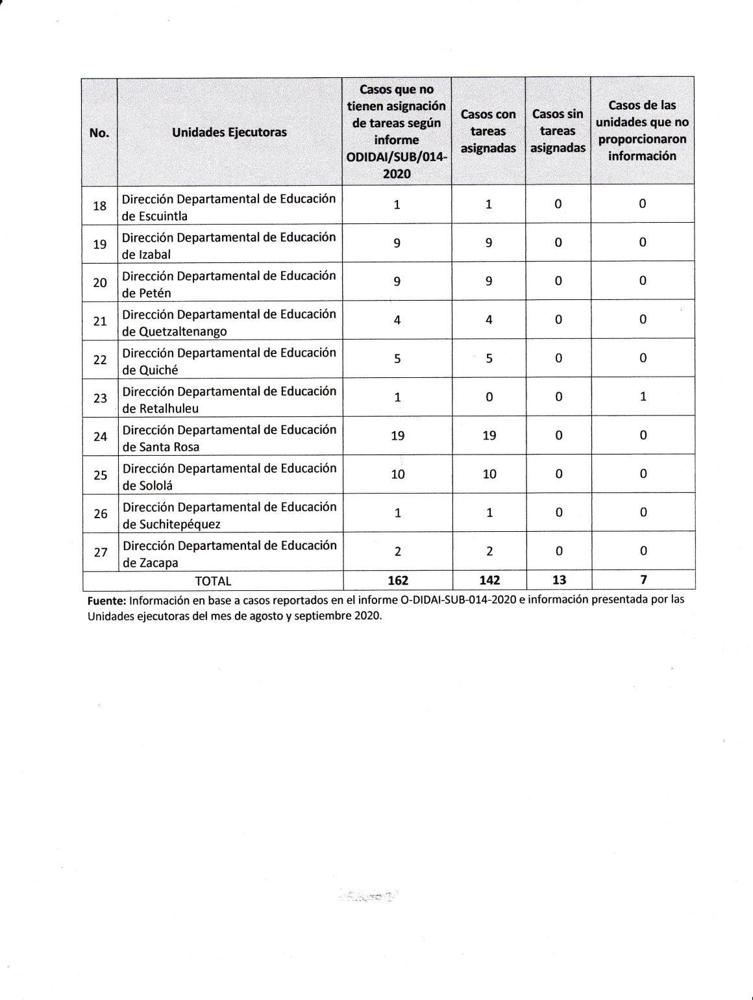 No.
Unidades Ejecutoras
Casos que no
tienen asignación
de tareas según
informe
ODIDAI/SUB/014-
2020
Casos con
tareas
asignadas
Casos sin
tareas
asignadas
Casos de las
unidades que no
proporcionaron
información
18
Dirección Departamental de Educación
de Escuintla
1
1
0
0
19
Dirección Departamental de Educación
de Izabal
9
9
0
0
20
Dirección Departamental de Educación
de Petén
9
9
0
0
21
Dirección Departamental de Educación
de Quetzaltenango
4
4
0
0
22
Dirección Departamental de Educación
de Quiché
5
5
0
0
23
Dirección Departamental de Educación
de Retalhuleu
1
0
0
1
24
Dirección Departamental de Educación
de Santa Rosa
19
19
0
0
25
Dirección Departamental de Educación
de Sololá
10
10
0
0
26
Dirección Departamental de Educación
de Suchitepéquez
1
1
0
0
27
Dirección Departamental de Educación
de Zacapa
2
2
0
0
TOTAL
162
142
13
7
Fuente: Información en base a casos reportados en el informe O-DIDAI-SUB-014-2020 e información presentada por las
Unidades ejecutoras del mes de agosto y septiembre 2020.